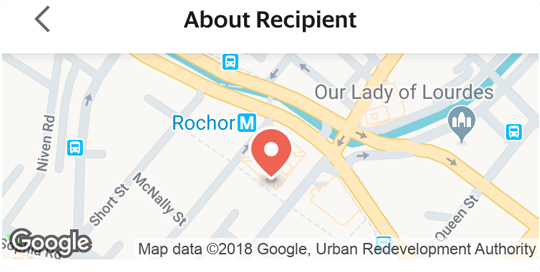 About Recipient
Our Lady of Lourdes
Rochor M
Niven Rd
Short St
McNally St
Queen St
Sophia Rd
Google
Map data ©2018 Google, Urban Redevelopment Authority